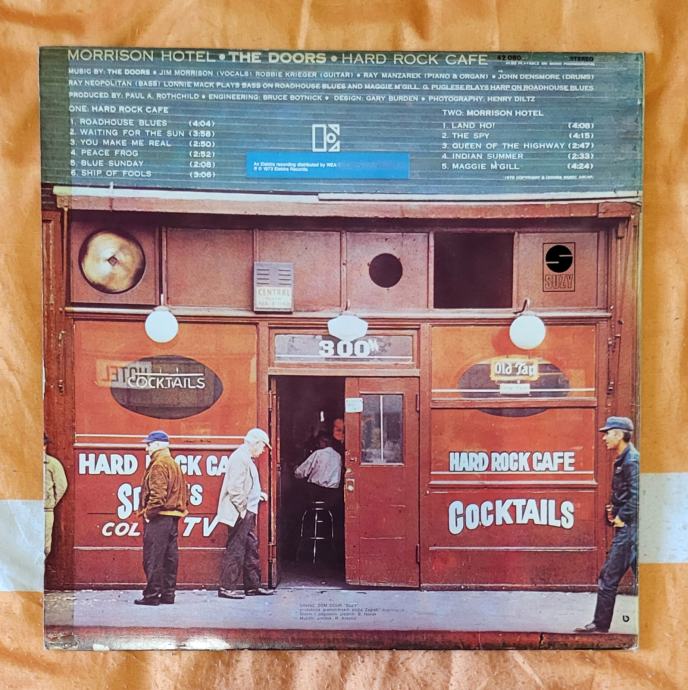 MORRISON HOTEL • THE DOORS • HARD ROCK CAFE
STEREO
MUSIC BY: THE DOORS • JIM MORRISON (VOCALS) ROBBIE KRIEGER (GUITAR) • RAY MANZAREK (PIANO & ORGAN) • JOHN DENSMORE (DRUMS)
RAY NEOPOLITAN (BASS) LONNIE MACK PLAYS BASS ON ROADHOUSE BLUES AND MAGGIE M'GILL. G. PUGLESE PLAYS HARP ON ROADHOUSE BLUES
PRODUCED BY: PAUL A. ROTHCHILD • ENGINEERING: BRUCE BOTNICK • DESIGN: GARY BURDEN • PHOTOGRAPHY: HENRY DILTZ
ONE: HARD ROCK CAFE
1. ROADHOUSE BLUES (4:04)
2. WAITING FOR THE SUN (3:58)
3. YOU MAKE ME REAL (2:50)
4. PEACE FROG (2:52)
5. BLUE SUNDAY (2:08)
6. SHIP OF FOOLS (3:06)
An Elektra recording distributed by WEA
TWO: MORRISON HOTEL
1. LAND HO! (4:08)
2. THE SPY (4:15)
3. QUEEN OF THE HIGHWAY (2:47)
4. INDIAN SUMMER (2:33)
5. MAGGIE M'GILL (4:24)
SUZY
CENTRAL
300
HOTEL
COCKTAILS
Old Tap
HARD ROCK CA
COL TV
HARD ROCK CAFE
COCKTAILS